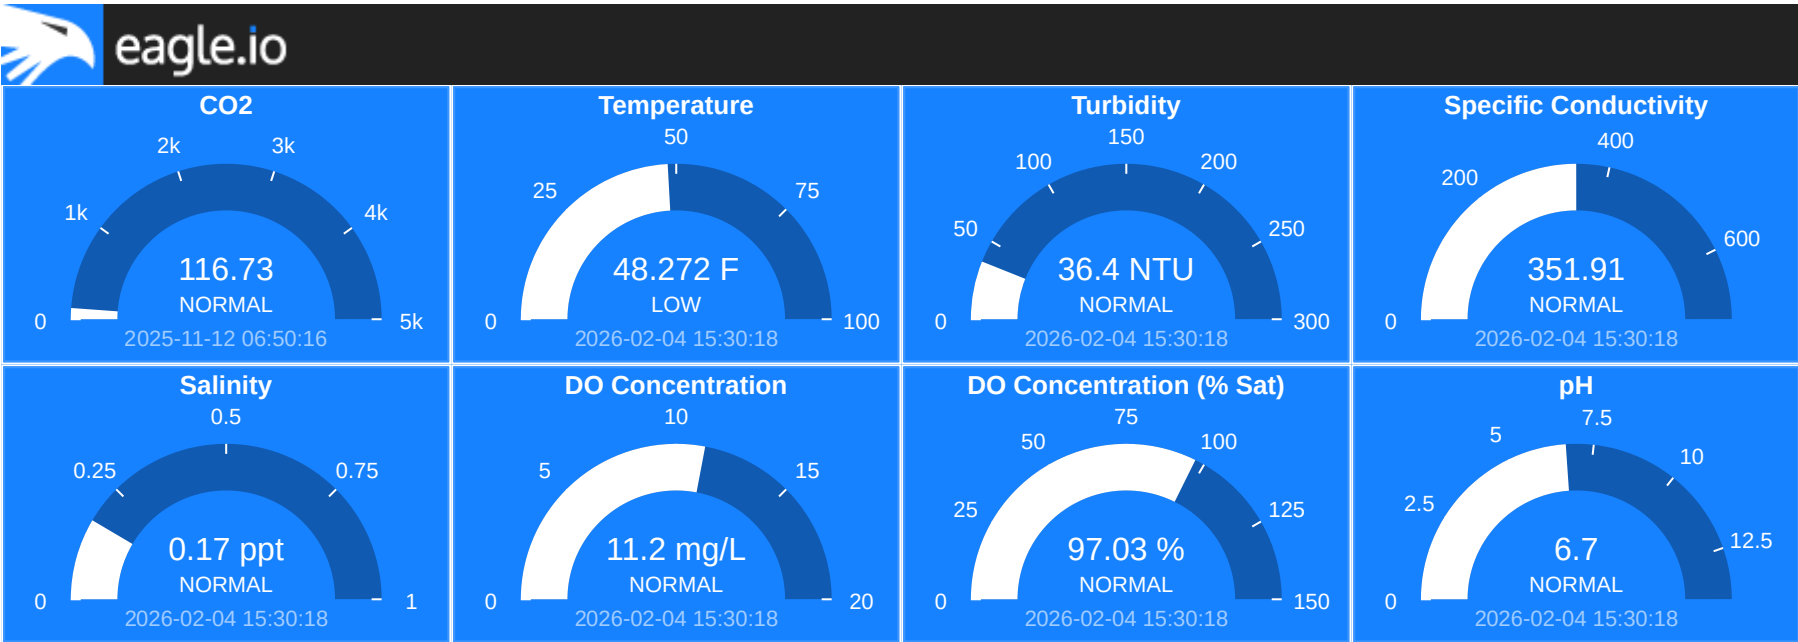 eagle.io
CO2
0
1k
2k
3k
4k
5k
116.73
NORMAL
2025-11-12 06:50:16
Temperature
0
25
50
75
100
48.272 F
LOW
2026-02-04 15:30:18
Turbidity
0
50
100
150
200
250
300
36.4 NTU
NORMAL
2026-02-04 15:30:18
Specific Conductivity
0
200
400
600
351.91
NORMAL
2026-02-04 15:30:18
Salinity
0
0.25
0.5
0.75
1
0.17 ppt
NORMAL
2026-02-04 15:30:18
DO Concentration
0
5
10
15
20
11.2 mg/L
NORMAL
2026-02-04 15:30:18
DO Concentration (% Sat)
0
25
50
75
100
125
150
97.03 %
NORMAL
2026-02-04 15:30:18
pH
0
2.5
5
7.5
10
12.5
6.7
NORMAL
2026-02-04 15:30:18